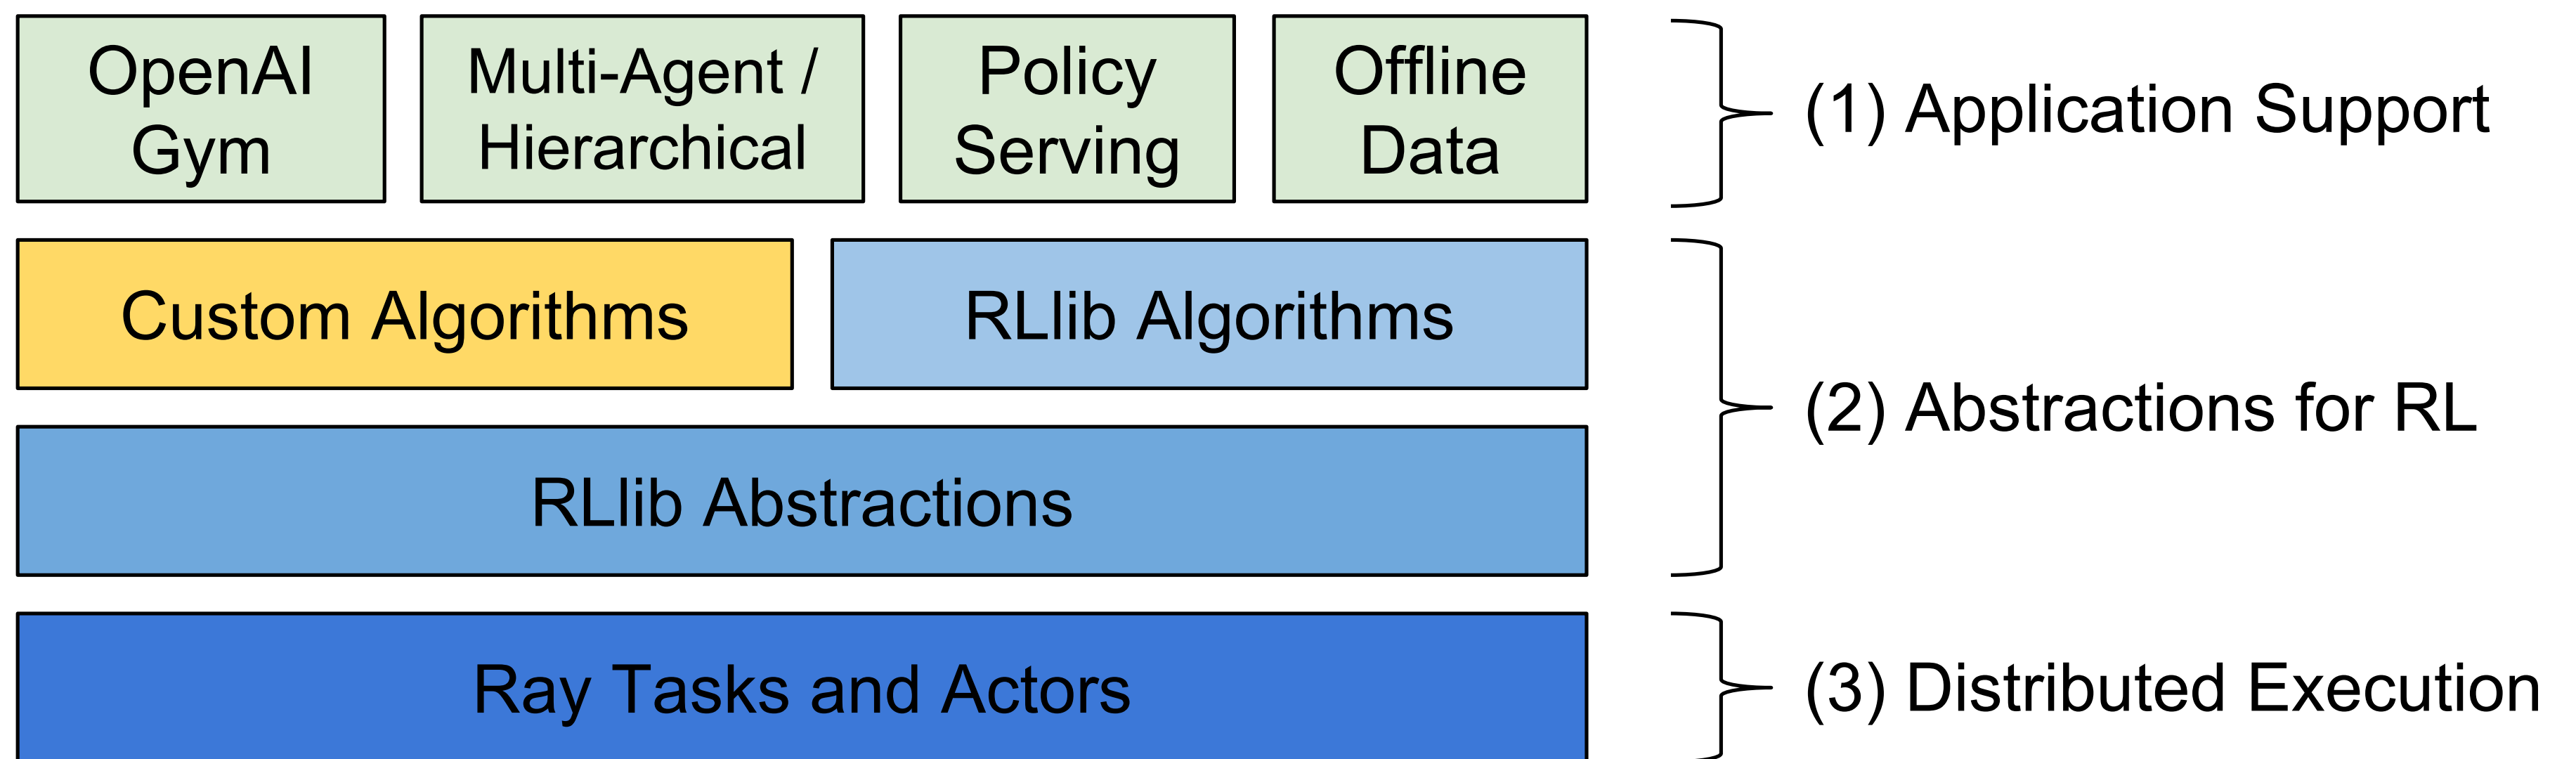 OpenAI
Gym
Multi-Agent /
Hierarchical
Policy
Serving
Offline
Data
(1) Application Support
Custom Algorithms
RLlib Algorithms
(2) Abstractions for RL
RLlib Abstractions
Ray Tasks and Actors
(3) Distributed Execution